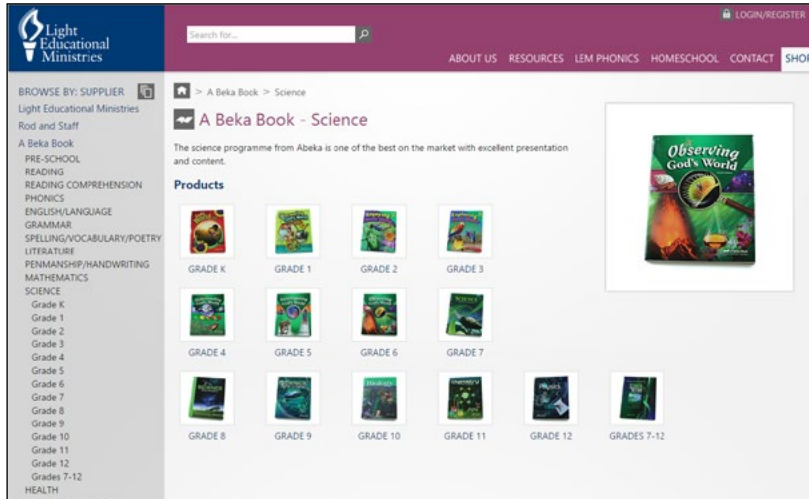 Light
Educational
Ministries
Search for...
LOGIN/REGISTER
ABOUT US RESOURCES LEM PHONICS HOMESCHOOL CONTACT SHOP
BROWSE BY: SUPPLIER
Light Educational Ministries
Rod and Staff
A Beka Book
PRE-SCHOOL
READING
READING COMPREHENSION
PHONICS
ENGLISH/LANGUAGE
GRAMMAR
SPELLING/VOCABULARY/POETRY
LITERATURE
PENMANSHIP/HANDWRITING
MATHEMATICS
SCIENCE
Grade K
Grade 1
Grade 2
Grade 3
Grade 4
Grade 5
Grade 6
Grade 7
Grade 8
Grade 9
Grade 10
Grade 11
Grade 12
Grades 7-12
HEALTH
> A Beka Book > Science
A Beka Book - Science
The science programme from Abeka is one of the best on the market with excellent presentation
and content.
Products
GRADE K GRADE 1 GRADE 2 GRADE 3
GRADE 4 GRADE 5 GRADE 6 GRADE 7
GRADE 8 GRADE 9 GRADE 10 GRADE 11 GRADE 12 GRADES 7-12
Observing
God's World